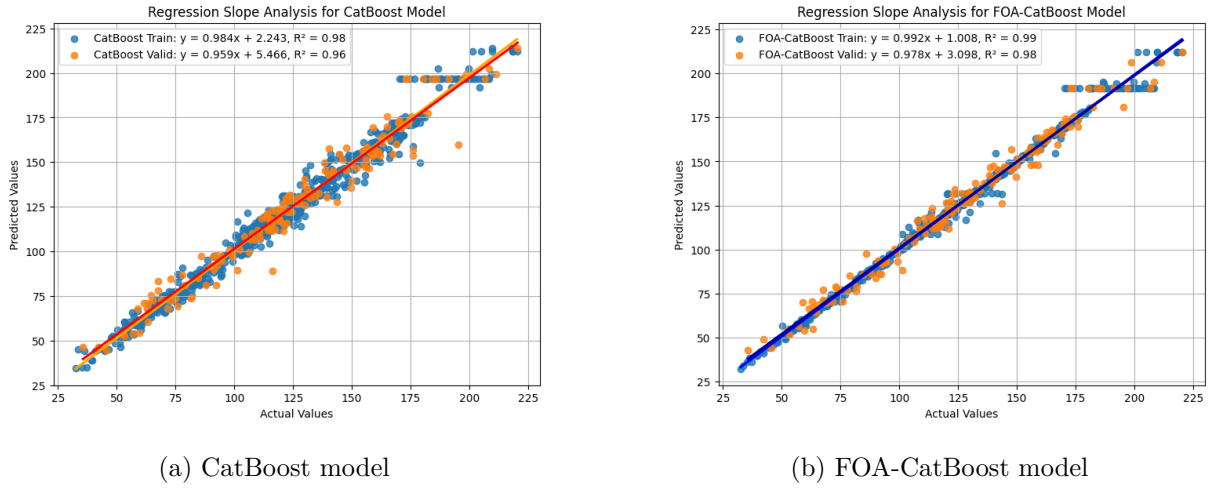 Regression Slope Analysis for CatBoost Model
CatBoost Train: y = 0.984x + 2.243, R² = 0.98
CatBoost Valid: y = 0.959x + 5.466, R² = 0.96
Predicted Values
225
200
175
150
125
100
75
50
25
25 50 75 100 125 150 175 200 225
Actual Values
(a) CatBoost model
Regression Slope Analysis for FOA-CatBoost Model
FOA-CatBoost Train: y = 0.992x + 1.008, R² = 0.99
FOA-CatBoost Valid: y = 0.978x + 3.098, R² = 0.98
Predicted Values
225
200
175
150
125
100
75
50
25
25 50 75 100 125 150 175 200 225
Actual Values
(b) FOA-CatBoost model